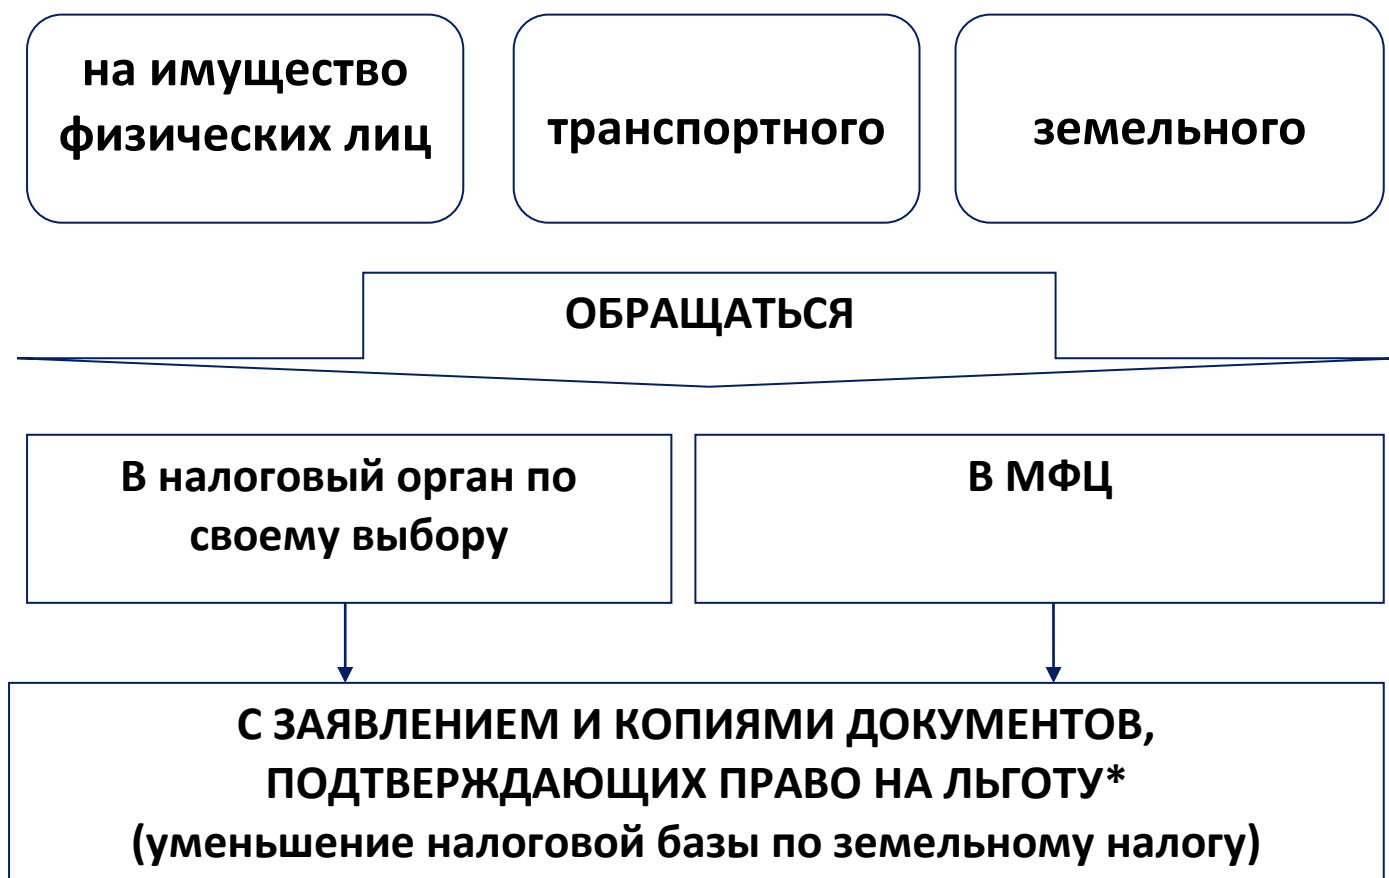 на имущество
физических лиц
транспортного
земельного
ОБРАЩАТЬСЯ
В налоговый орган по
своему выбору
В МФЦ
С ЗАЯВЛЕНИЕМ И КОПИЯМИ ДОКУМЕНТОВ,
ПОДТВЕРЖДАЮЩИХ ПРАВО НА ЛЬГОТУ*
(уменьшение налоговой базы по земельному налогу)